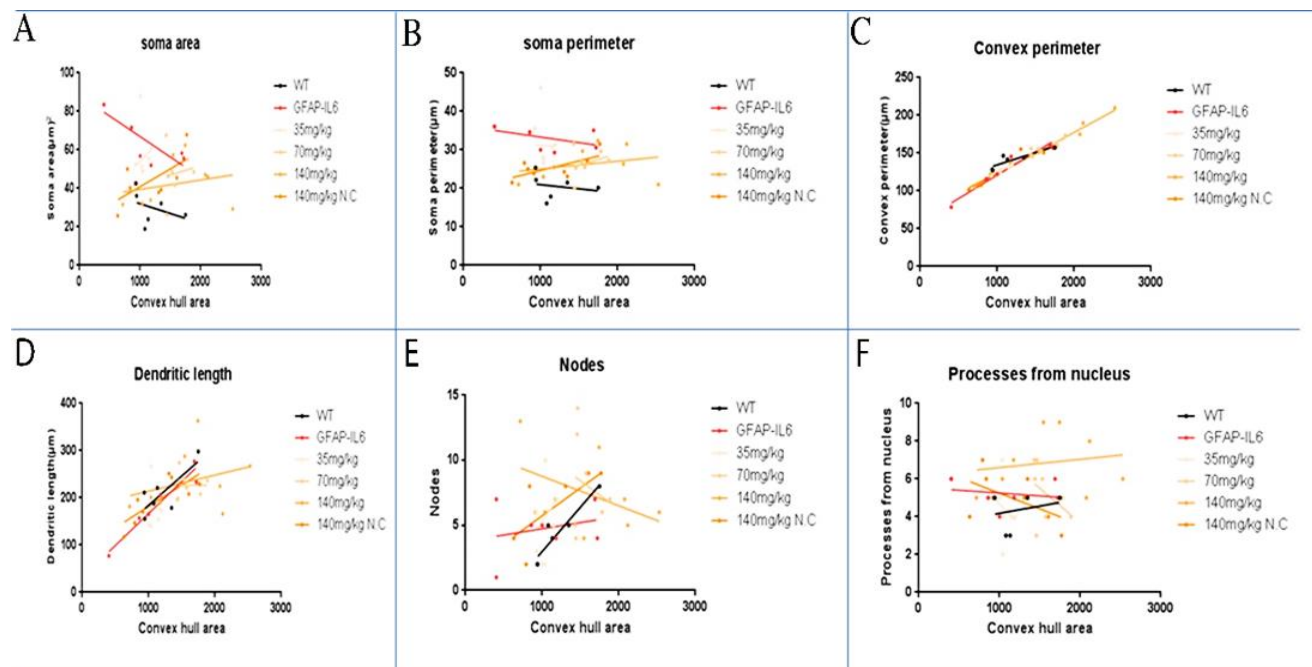 A
soma area
Soma area(µm)²
100
80
60
40
20
0
0 1000 2000 3000
Convex hull area
WT
GFAP-IL6
35mg/kg
70mg/kg
140mg/kg
140mg/kg N.C
B
soma perimeter
Soma perimeter(µm)
50
40
30
20
10
0
0 1000 2000 3000
Convex hull area
WT
GFAP-IL6
35mg/kg
70mg/kg
140mg/kg
140mg/kg N.C
C
Convex perimeter
Convex perimeter(µm)
250
200
150
100
50
0
0 1000 2000 3000
Convex hull area
WT
GFAP-IL6
35mg/kg
70mg/kg
140mg/kg
140mg/kg N.C
D
Dendritic length
Dendritic length(µm)
400
300
200
100
0
0 1000 2000 3000
Convex hull area
WT
GFAP-IL6
35mg/kg
70mg/kg
140mg/kg
140mg/kg N.C
E
Nodes
Nodes
15
10
5
0
0 1000 2000 3000
Convex hull area
WT
GFAP-IL6
35mg/kg
70mg/kg
140mg/kg
140mg/kg N.C
F
Processes from nucleus
Processes from nucleus
10
8
6
4
2
0
0 1000 2000 3000
Convex hull area
WT
GFAP-IL6
35mg/kg
70mg/kg
140mg/kg
140mg/kg N.C